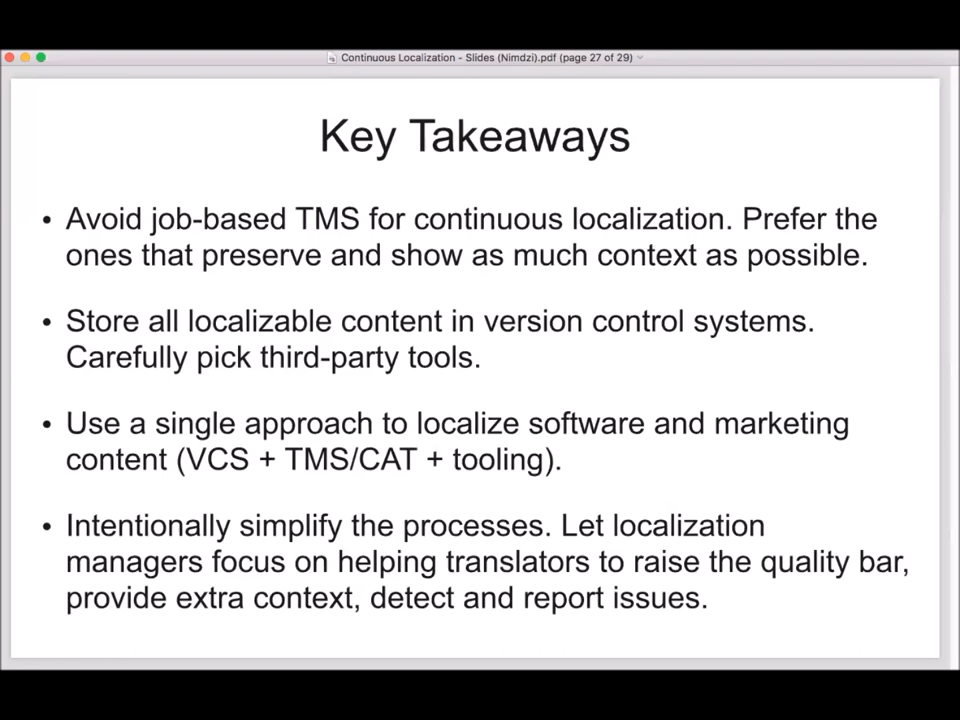 Continuous Localization - Slides (Nimdzi).pdf (page 27 of 29)
Key Takeaways
• Avoid job-based TMS for continuous localization. Prefer the
ones that preserve and show as much context as possible.
• Store all localizable content in version control systems.
Carefully pick third-party tools.
• Use a single approach to localize software and marketing
content (VCS + TMS/CAT + tooling).
• Intentionally simplify the processes. Let localization
managers focus on helping translators to raise the quality bar,
provide extra context, detect and report issues.